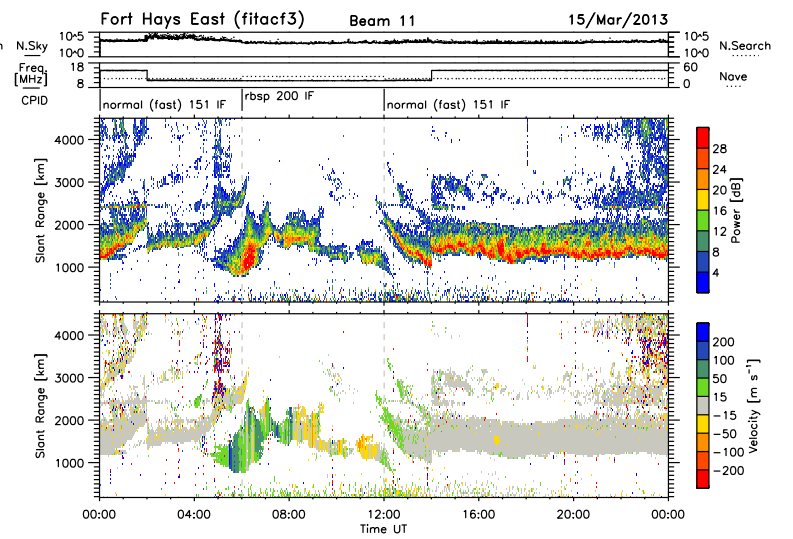 Fort Hays East (fitacf3) Beam 11 15/Mar/2013
n N.Sky 10^5 10^0 10^5 10^0 N.Search
Freq. [MHz] 18 8 60 0 Nave
CPID normal (fast) 151 IF rbsp 200 IF normal (fast) 151 IF
Slant Range [km] 4000 3000 2000 1000
28 24 20 16 12 8 4 Power [dB]
Slant Range [km] 4000 3000 2000 1000
200 100 50 15 -15 -50 -100 -200 Velocity [m s⁻¹]
00:00 04:00 08:00 12:00 16:00 20:00 00:00
Time UT